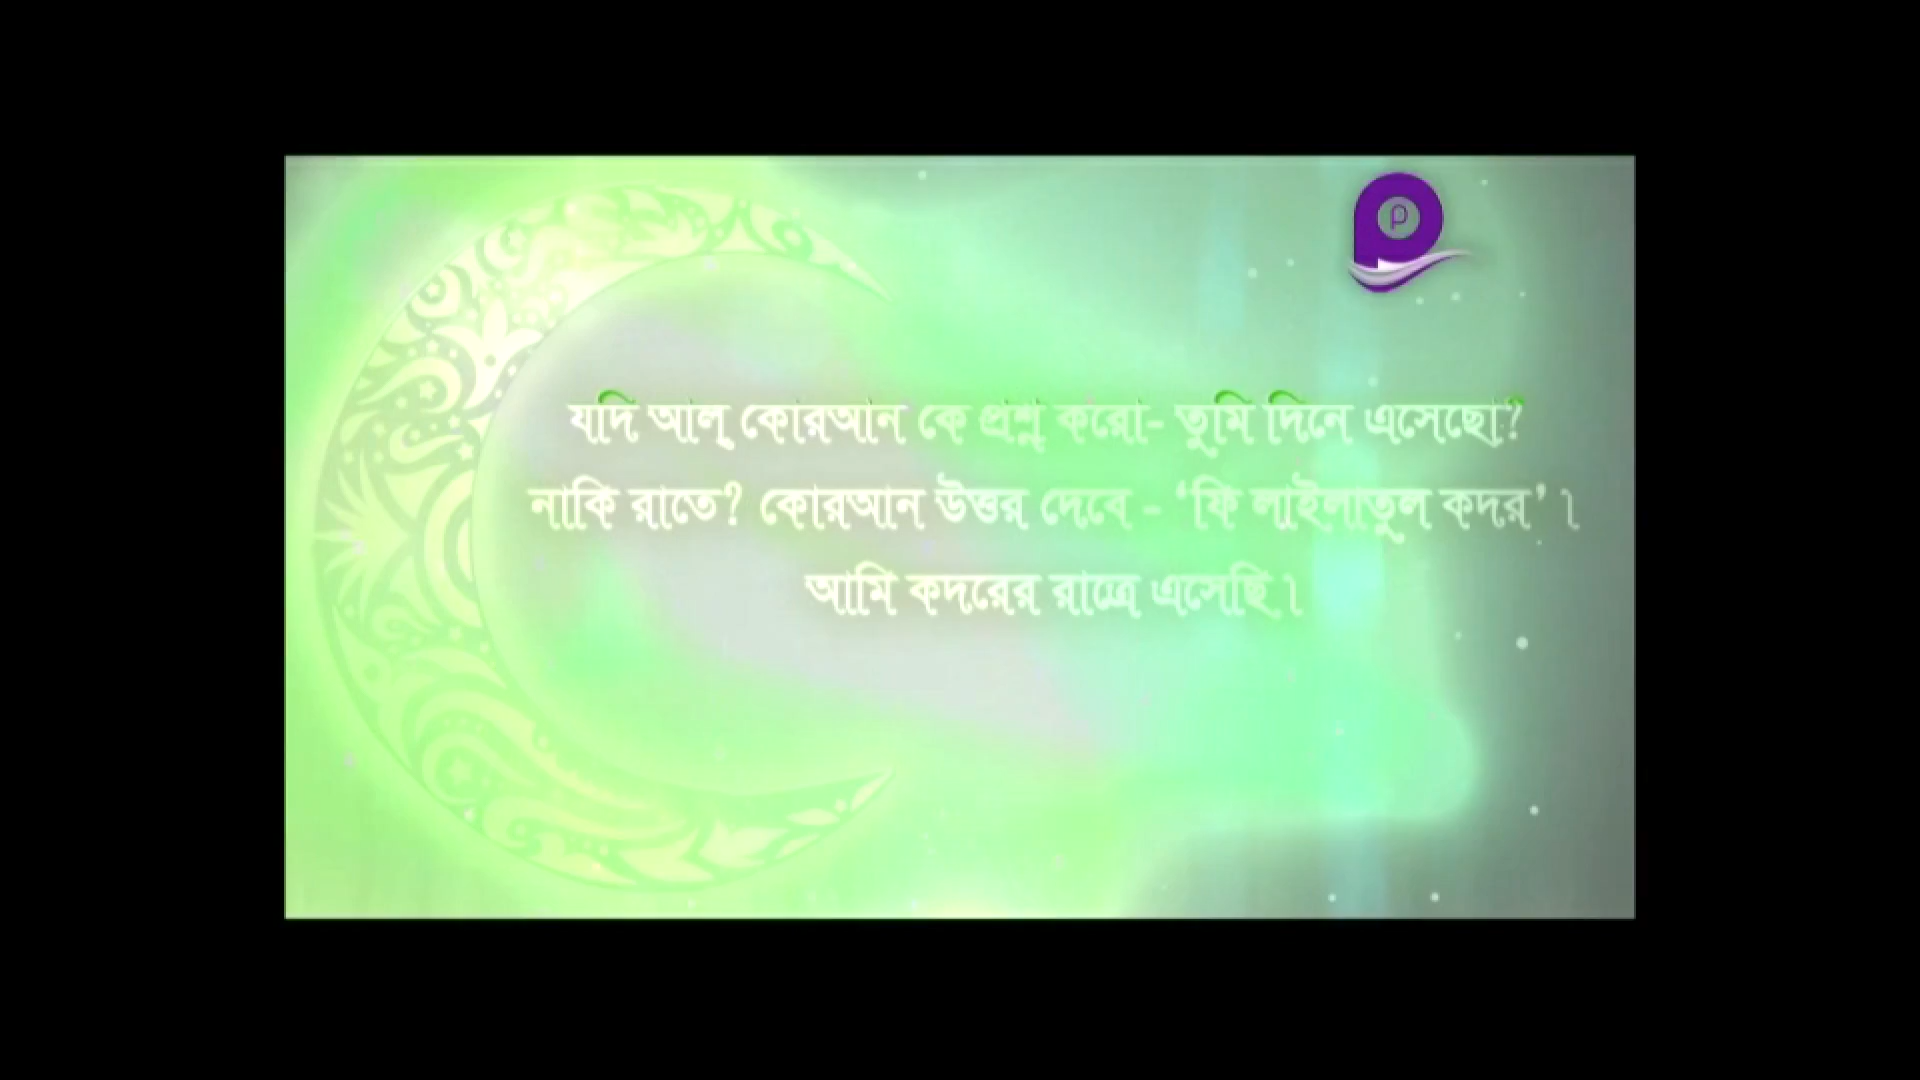 যদি আল্ কোরআন কে প্রশ্ন করো- তুমি দিনে এসেছো?
নাকি রাতে? কোরআন উত্তর দেবে - ‘ফি লাইলাতুল কদর’ ।
আমি কদরের রাত্রে এসেছি ।